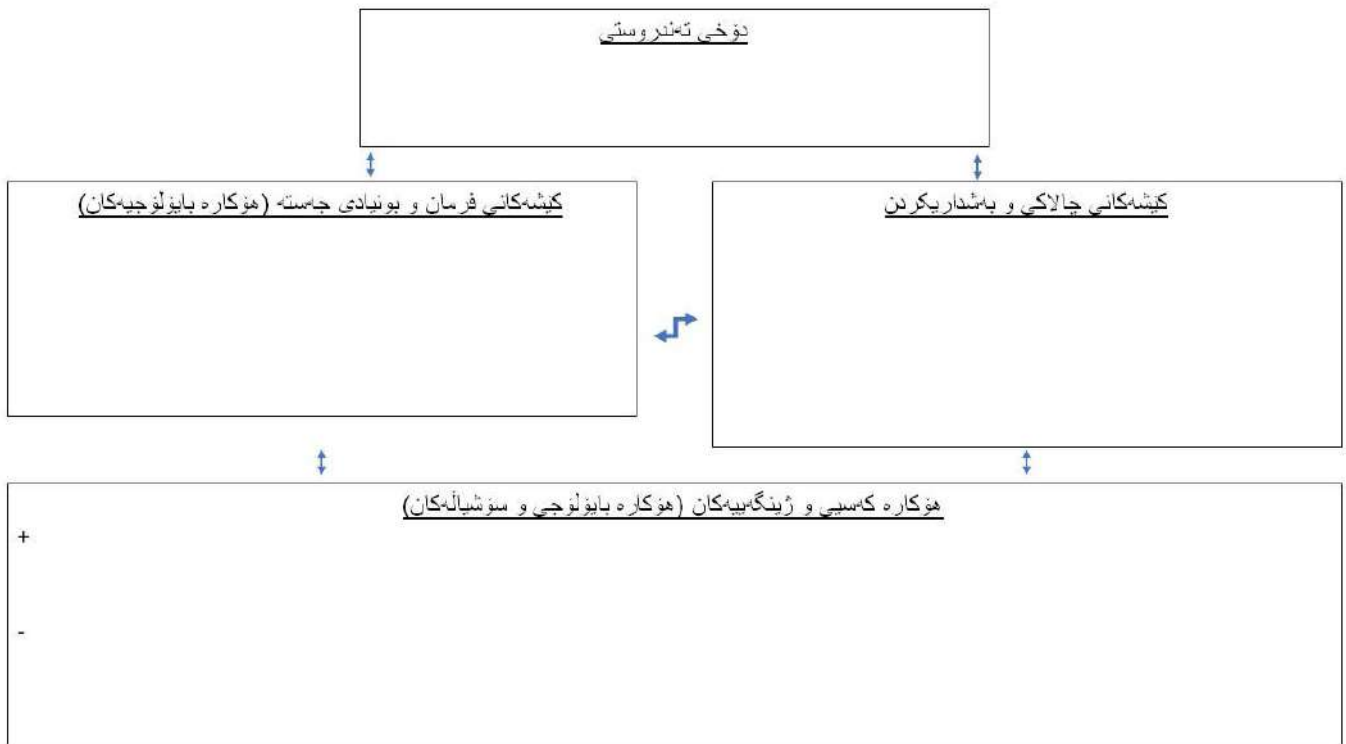 دۆخی تەندروستی
کێشەکانی چالاکی و بەشداریکردن
کێشەکانی فرمان و بونیادی جەستە (هۆکارە بایۆلۆجیەکان)
هۆکارە کەسیی و ژینگەییەکان (هۆکارە بایۆلۆجی و سۆشیاڵەکان)
+
-